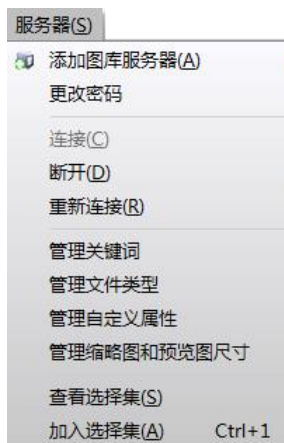 服务器(S)
添加图库服务器(A)
更改密码
连接(C)
断开(D)
重新连接(R)
管理关键词
管理文件类型
管理自定义属性
管理缩略图和预览图尺寸
查看选择集(S)
加入选择集(A) Ctrl+1